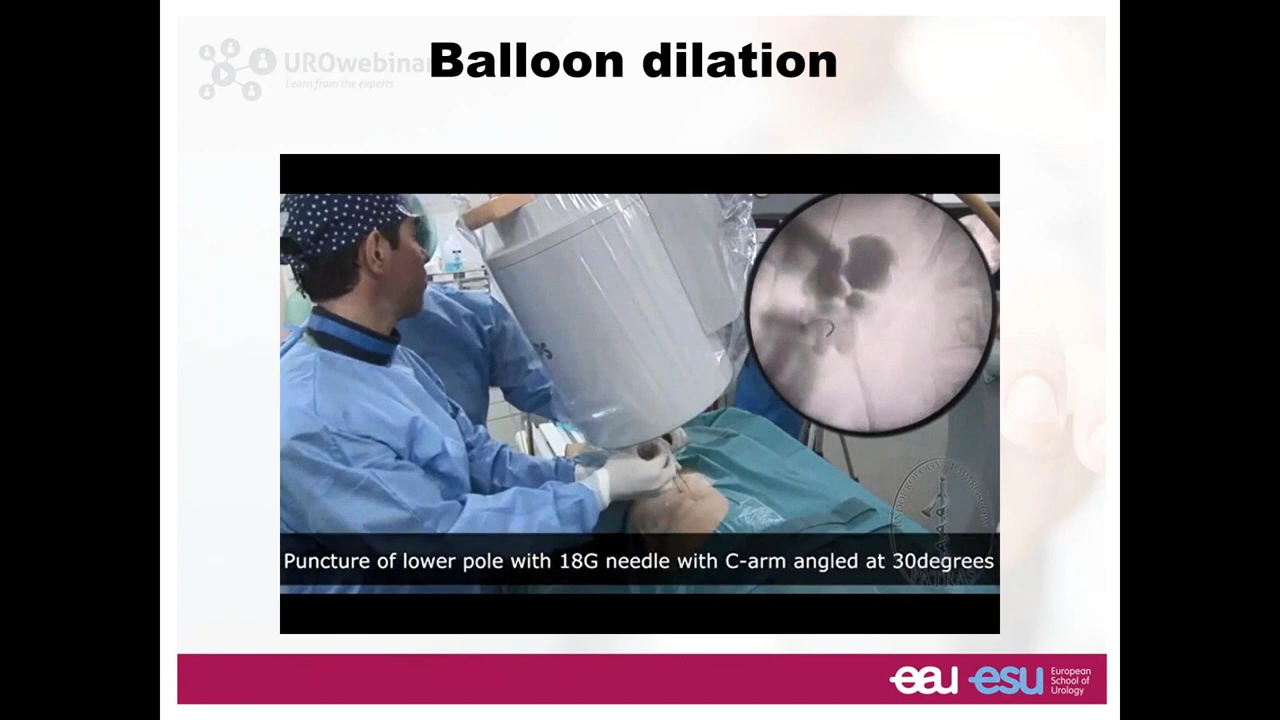 UROwebinar
Balloon dilation
Learn from the experts
Puncture of lower pole with 18G needle with C-arm angled at 30degrees
eau esu
European
School of
Urology